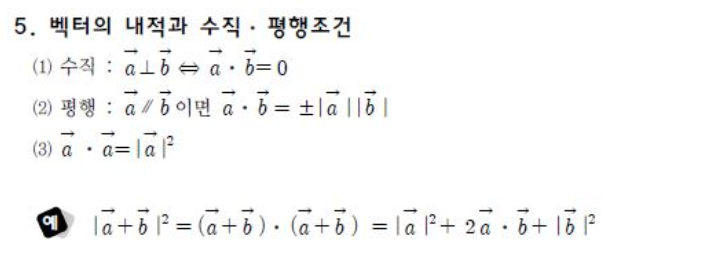 5. 벡터의 내적과 수직 · 평행조건
(1) 수직 : $\vec{a} \perp \vec{b} \Leftrightarrow \vec{a} \cdot \vec{b} = 0$
(2) 평행 : $\vec{a} /\!/ \vec{b}$ 이면 $\vec{a} \cdot \vec{b} = \pm |\vec{a}||\vec{b}|$
(3) $\vec{a} \cdot \vec{a} = |\vec{a}|^2$
예 $|\vec{a}+\vec{b}|^2 = (\vec{a}+\vec{b}) \cdot (\vec{a}+\vec{b}) = |\vec{a}|^2 + 2\vec{a} \cdot \vec{b} + |\vec{b}|^2$